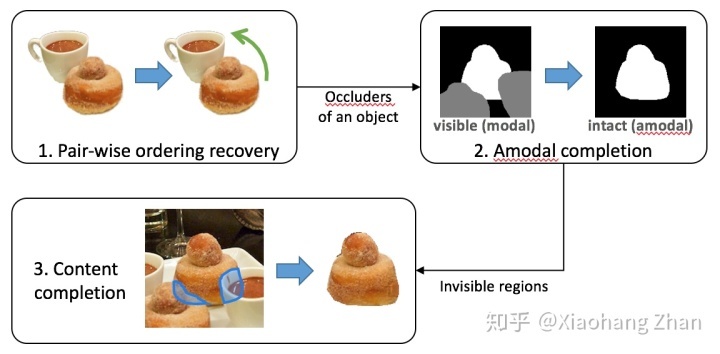 1. Pair-wise ordering recovery
Occluders
of an object
visible (modal)
intact (amodal)
2. Amodal completion
3. Content
completion
Invisible regions
知乎 @Xiaohang Zhan